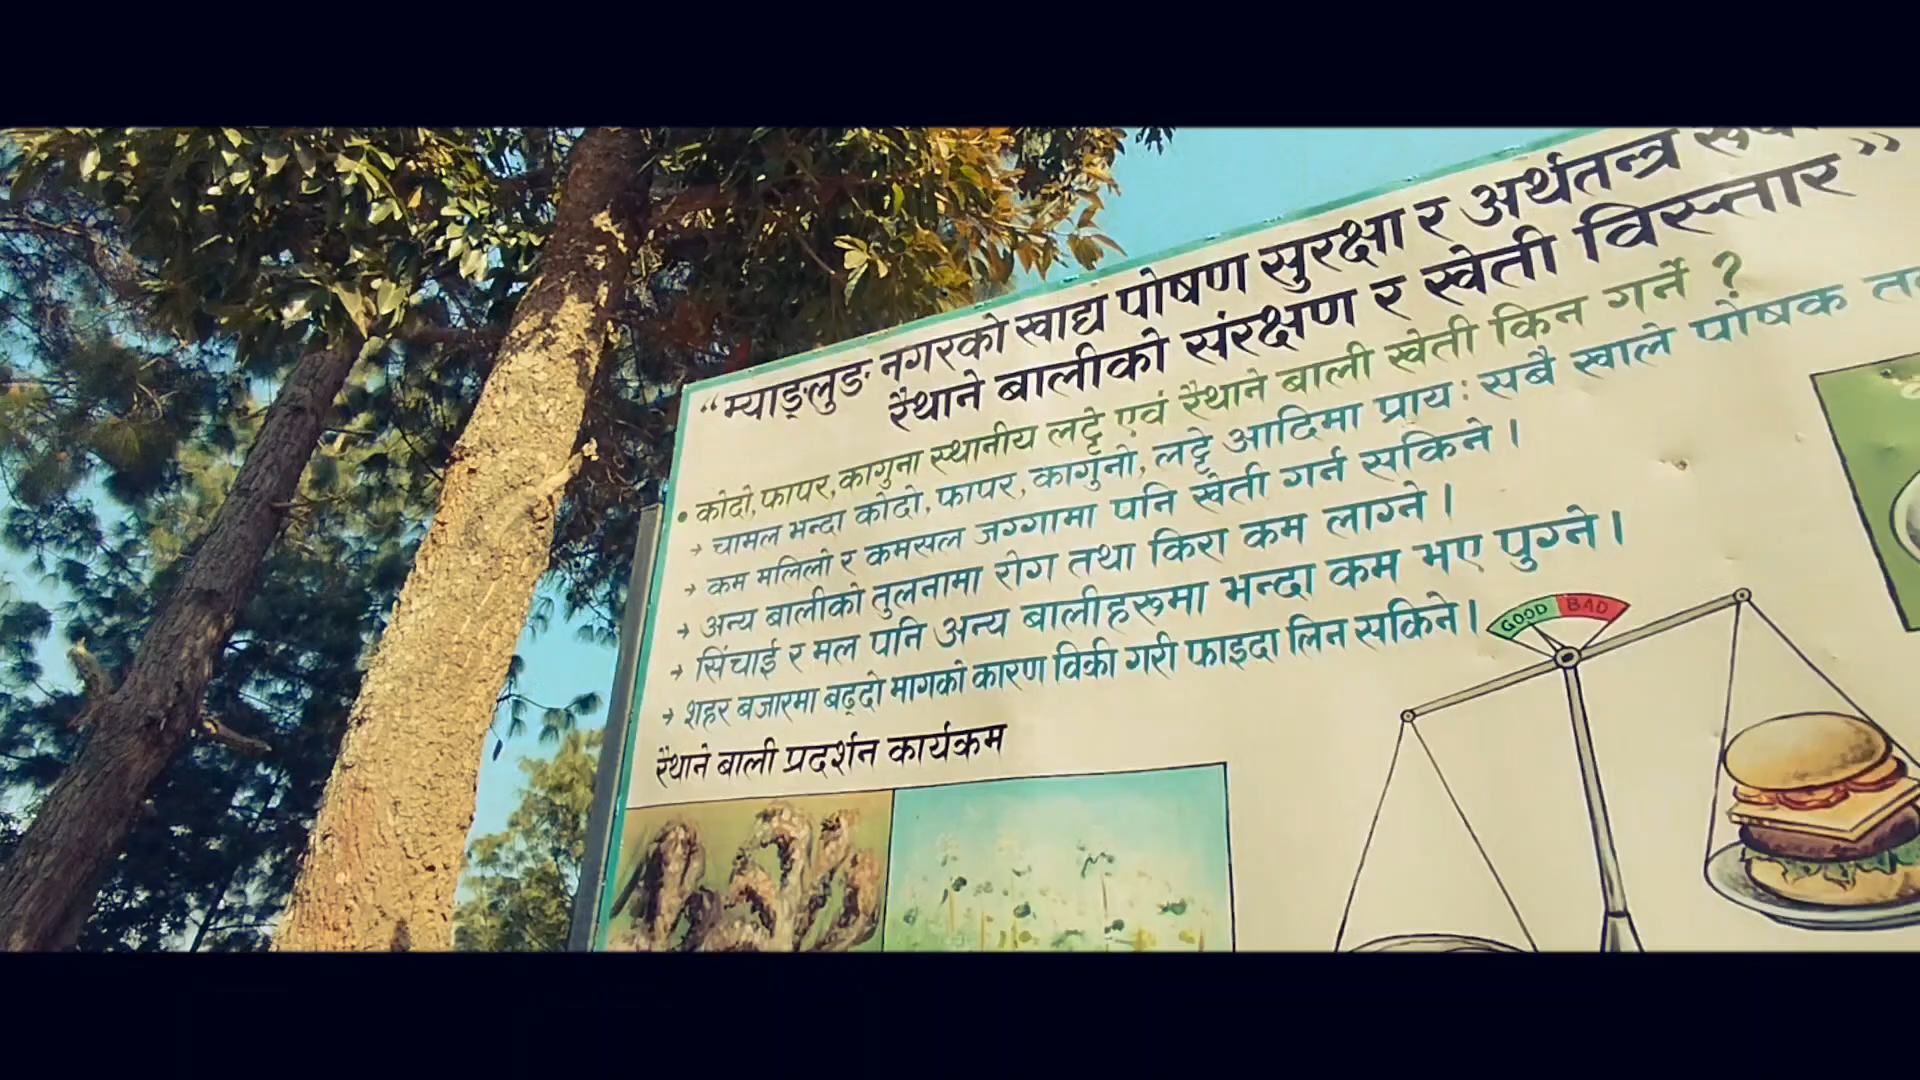 “म्याङ्लुङ नगरको खाद्य पोषण सुरक्षा र अर्थतन्त्र
रैथाने बालीको संरक्षण र खेती विस्तार”
• कोदो, फापर, कागुना स्थानीय लट्टे एवं रैथाने बाली खेती किन गर्ने ?
→ चामल भन्दा कोदो, फापर, कागुनो, लट्टे आदिमा प्राय: सबै खाले पोषक
→ कम मलिलो र कमसल जग्गामा पनि खेती गर्न सकिने।
→ अन्य बालीको तुलनामा रोग तथा किरा कम लाग्ने।
→ सिंचाई र मल पनि अन्य बालीहरूमा भन्दा कम भए पुग्ने।
→ शहर बजारमा बढ्दो मागको कारण विक्री गरी फाइदा लिन सकिने।
GOOD BAD
रैथाने बाली प्रदर्शन कार्यक्रम